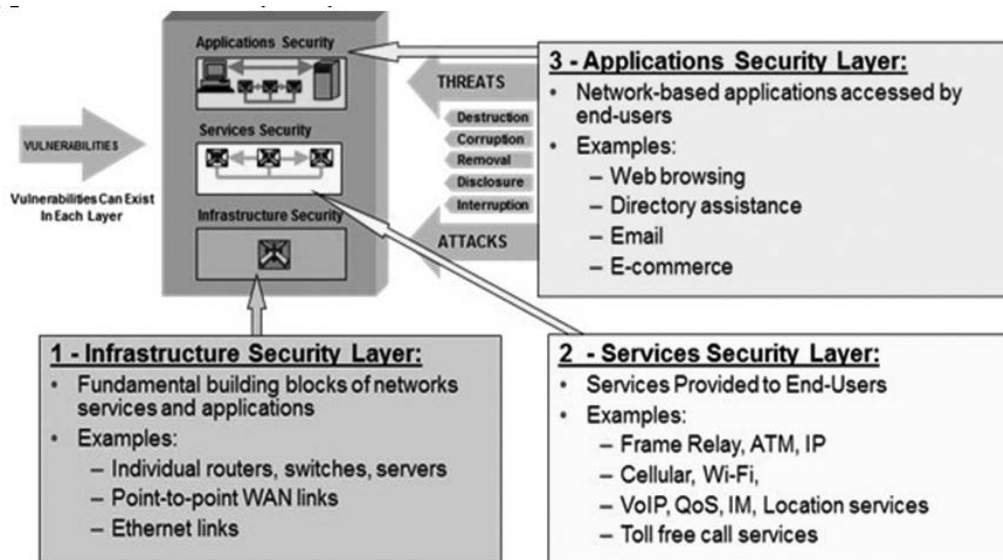 Applications Security
Services Security
Infrastructure Security
VULNERABILITIES
Vulnerabilities Can Exist
In Each Layer
THREATS
Destruction
Corruption
Removal
Disclosure
Interruption
ATTACKS
3 - Applications Security Layer:
• Network-based applications accessed by
end-users
• Examples:
– Web browsing
– Directory assistance
– Email
– E-commerce
1 - Infrastructure Security Layer:
• Fundamental building blocks of networks
services and applications
• Examples:
– Individual routers, switches, servers
– Point-to-point WAN links
– Ethernet links
2 - Services Security Layer:
• Services Provided to End-Users
• Examples:
– Frame Relay, ATM, IP
– Cellular, Wi-Fi,
– VoIP, QoS, IM, Location services
– Toll free call services